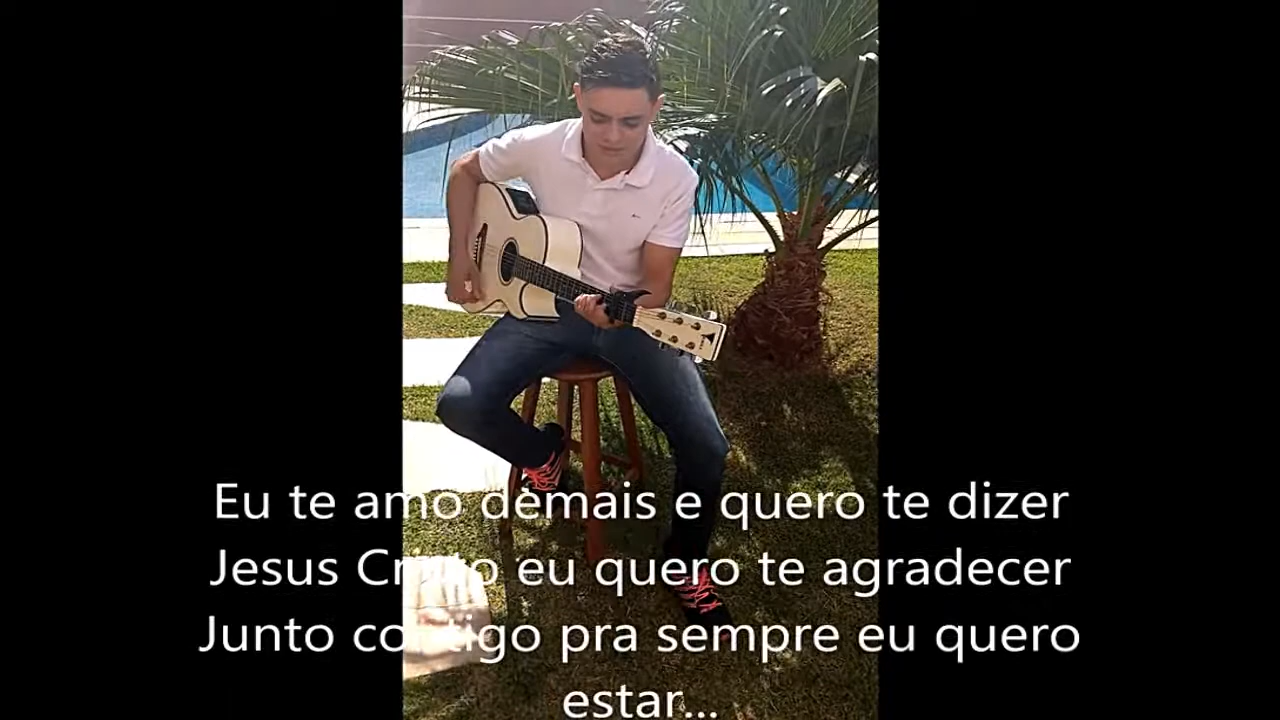 Eu te amo demais e quero te dizer
Jesus Cristo eu quero te agradecer
Junto contigo pra sempre eu quero
estar...